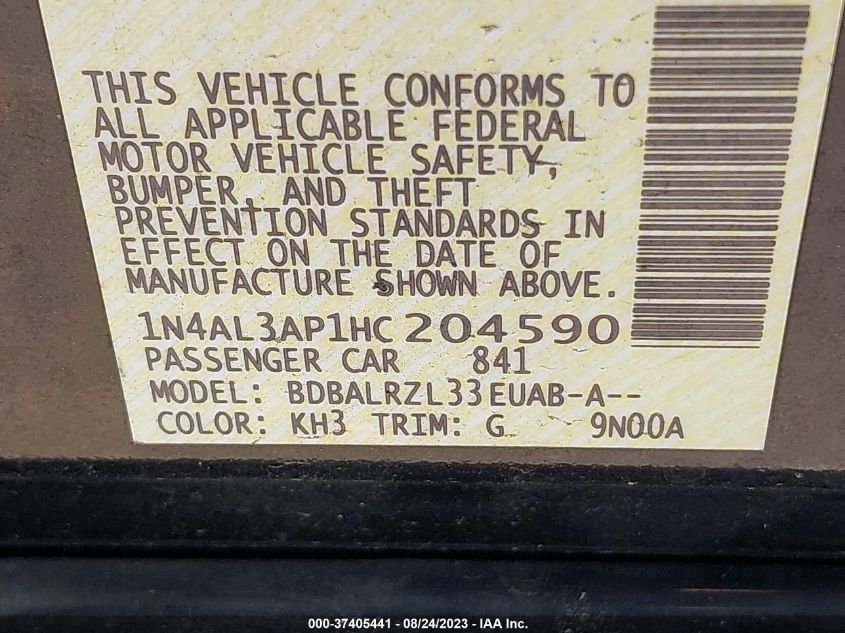 THIS VEHICLE CONFORMS TO
ALL APPLICABLE FEDERAL
MOTOR VEHICLE SAFETY,
BUMPER, AND THEFT
PREVENTION STANDARDS IN
EFFECT ON THE DATE OF
MANUFACTURE SHOWN ABOVE.
1N4AL3AP1HC204590
PASSENGER CAR 841
MODEL: BDBALRZL33EUAB-A--
COLOR: KH3 TRIM: G 9N00A
000-37405441 - 08/24/2023 - IAA Inc.